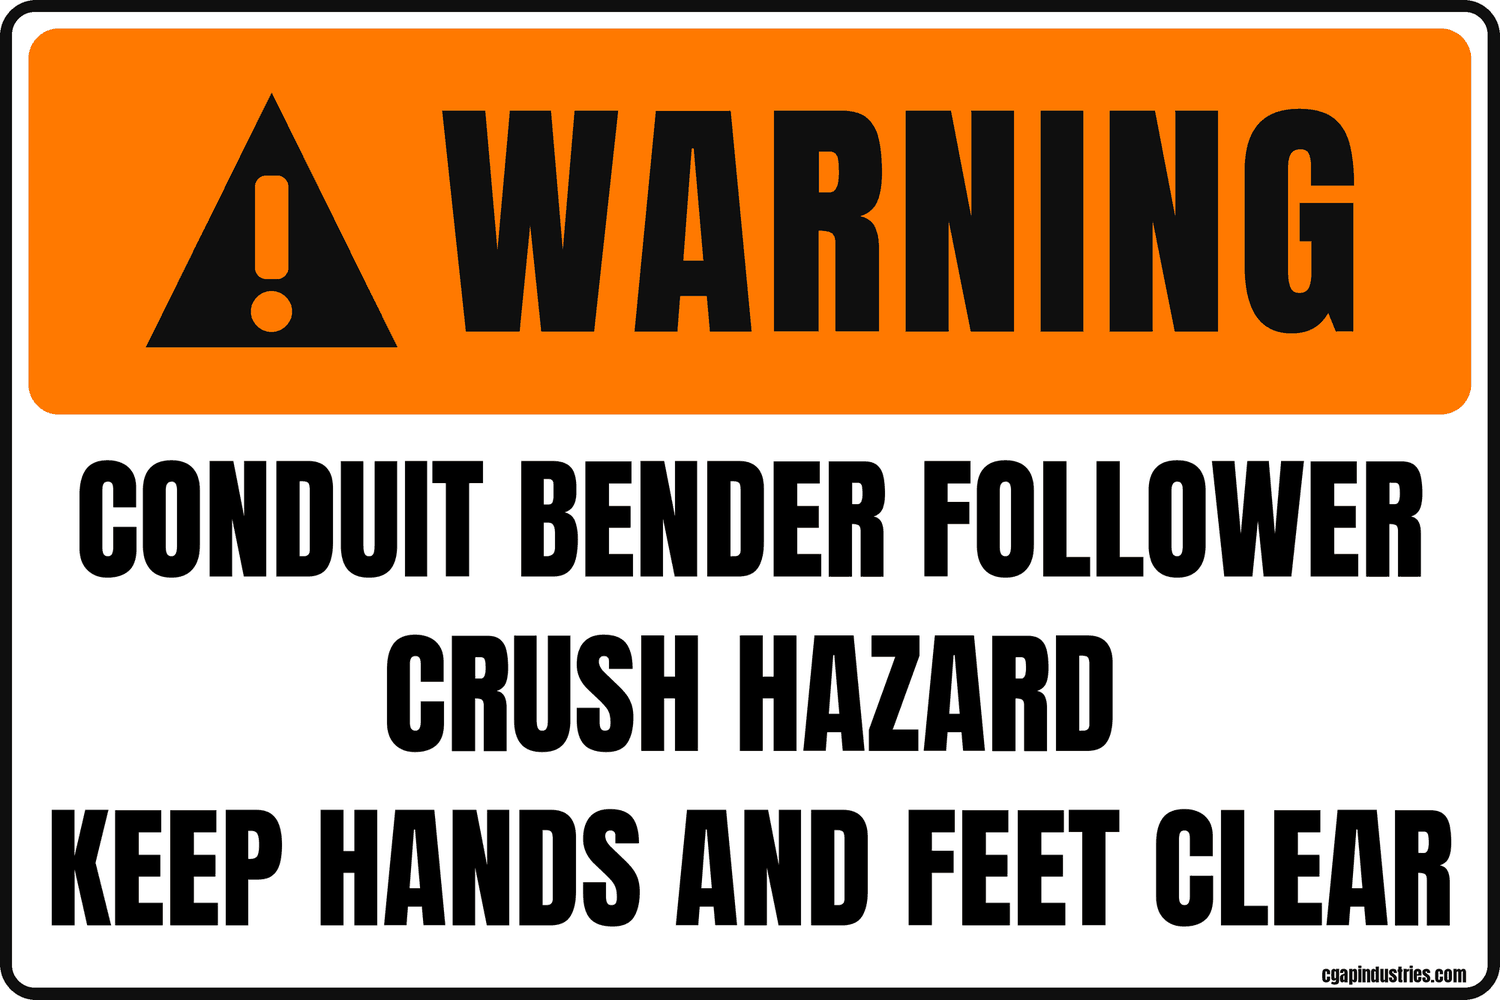 WARNING
CONDUIT BENDER FOLLOWER
CRUSH HAZARD
KEEP HANDS AND FEET CLEAR
cgapindustries.com